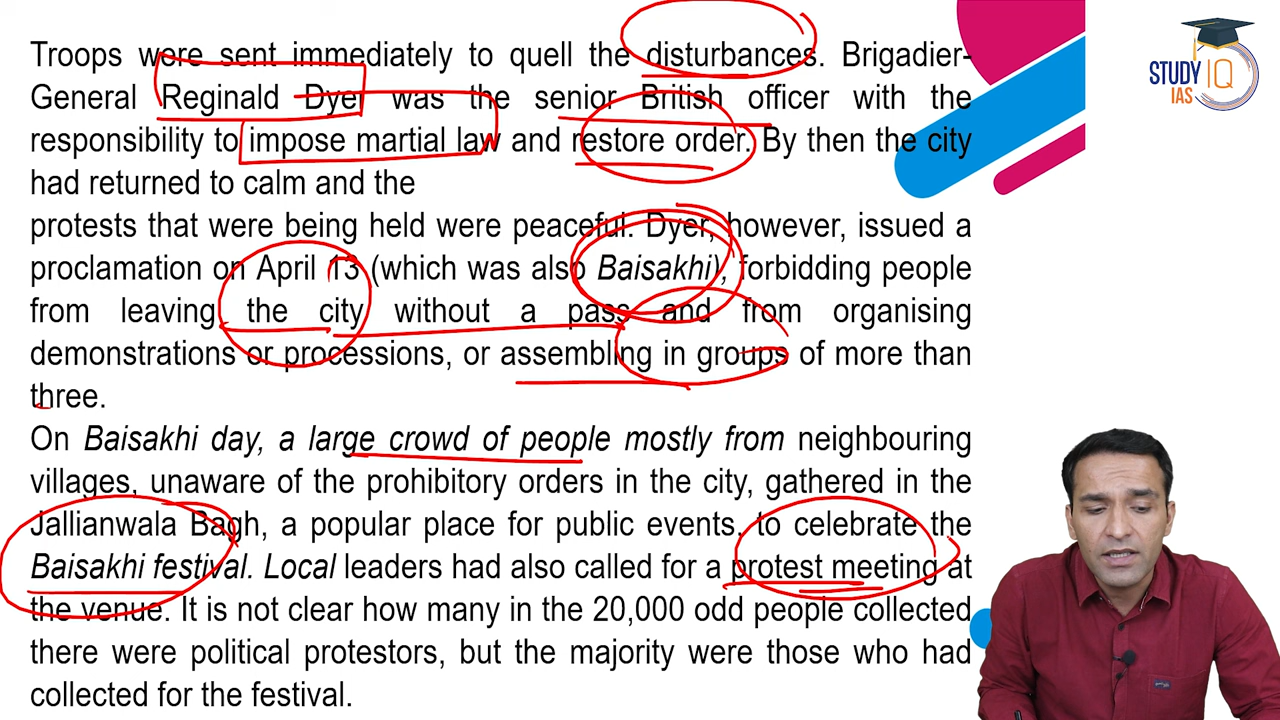 Troops were sent immediately to quell the disturbances. Brigadier-
General Reginald Dyer was the senior British officer with the
responsibility to impose martial law and restore order. By then the city
had returned to calm and the
protests that were being held were peaceful. Dyer, however, issued a
proclamation on April 13 (which was also Baisakhi), forbidding people
from leaving the city without a pass and from organising
demonstrations or processions, or assembling in groups of more than
three.
On Baisakhi day, a large crowd of people mostly from neighbouring
villages, unaware of the prohibitory orders in the city, gathered in the
Jallianwala Bagh, a popular place for public events, to celebrate the
Baisakhi festival. Local leaders had also called for a protest meeting at
the venue. It is not clear how many in the 20,000 odd people collected
there were political protestors, but the majority were those who had
collected for the festival.
STUDY IQ
IAS